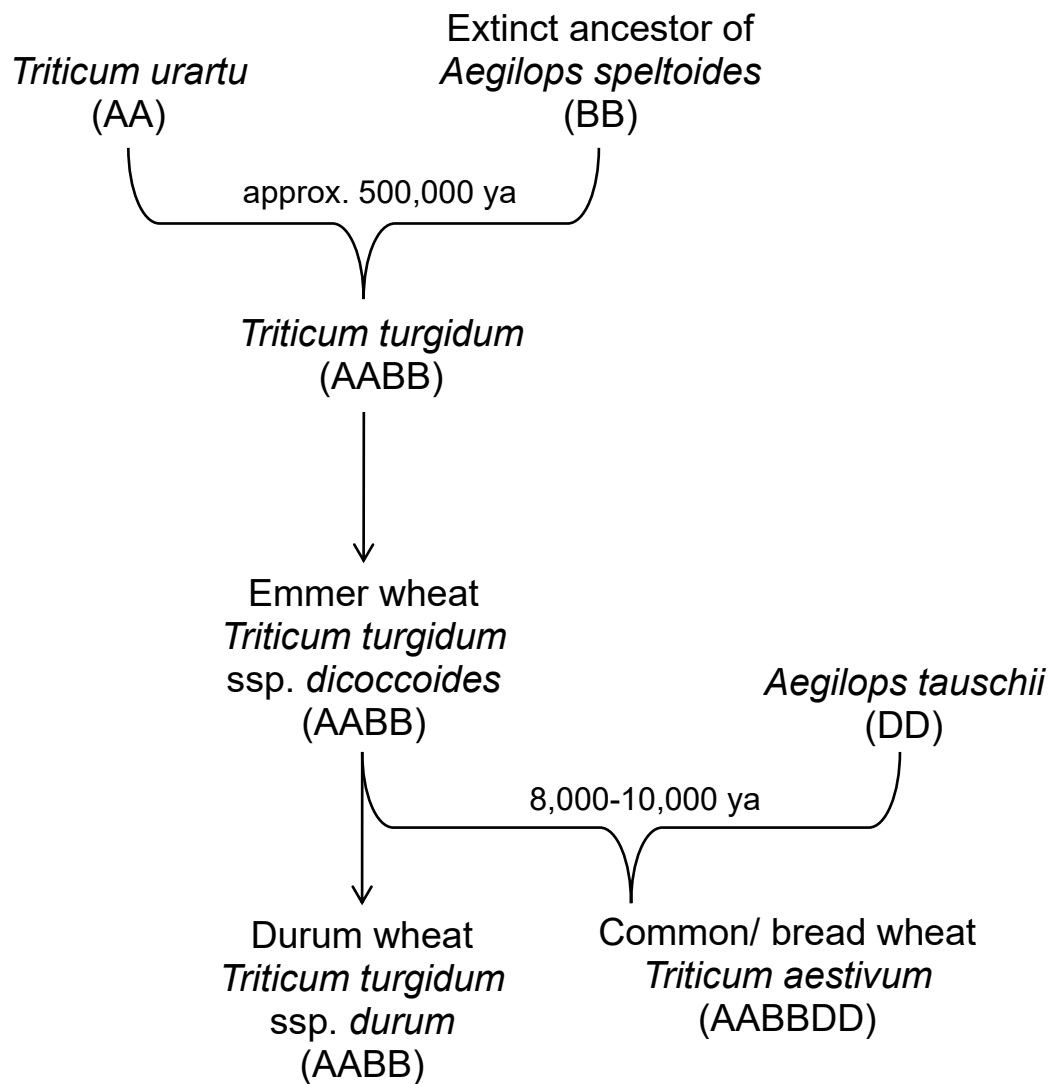 Triticum urartu
(AA)
Extinct ancestor of
Aegilops speltoides
(BB)
approx. 500,000 ya
Triticum turgidum
(AABB)
Emmer wheat
Triticum turgidum
ssp. dicoccoides
(AABB)
Aegilops tauschii
(DD)
8,000-10,000 ya
Durum wheat
Triticum turgidum
ssp. durum
(AABB)
Common/ bread wheat
Triticum aestivum
(AABBDD)